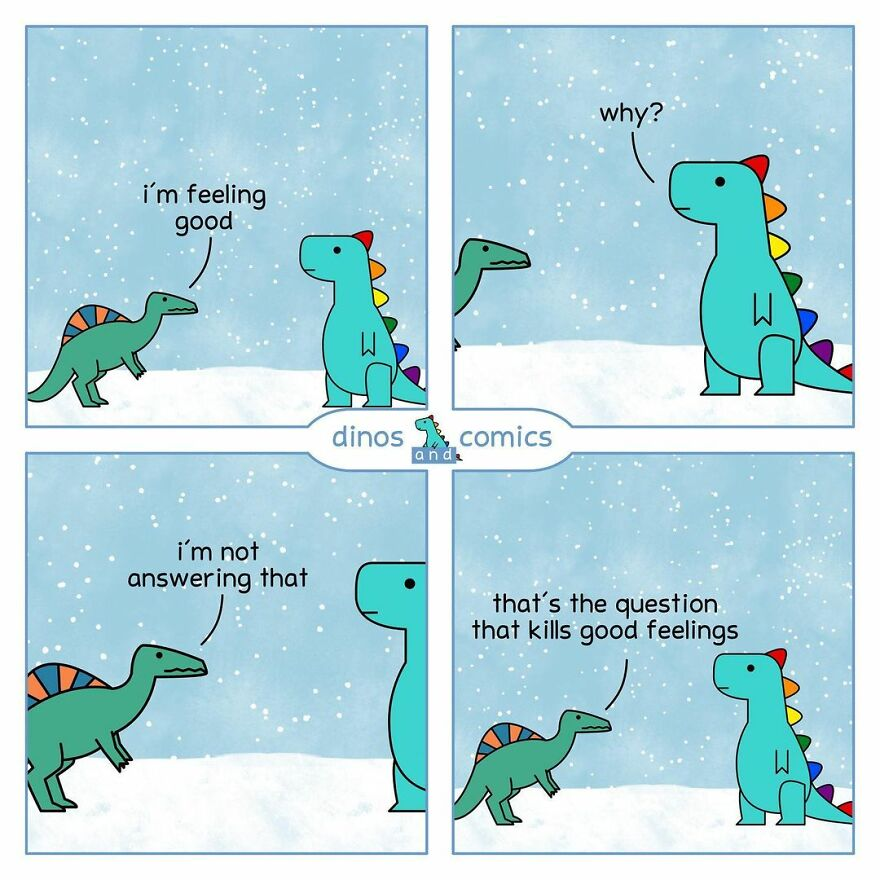 i'm feeling
good
why?
dinos and comics
i'm not
answering that
that's the question
that kills good feelings